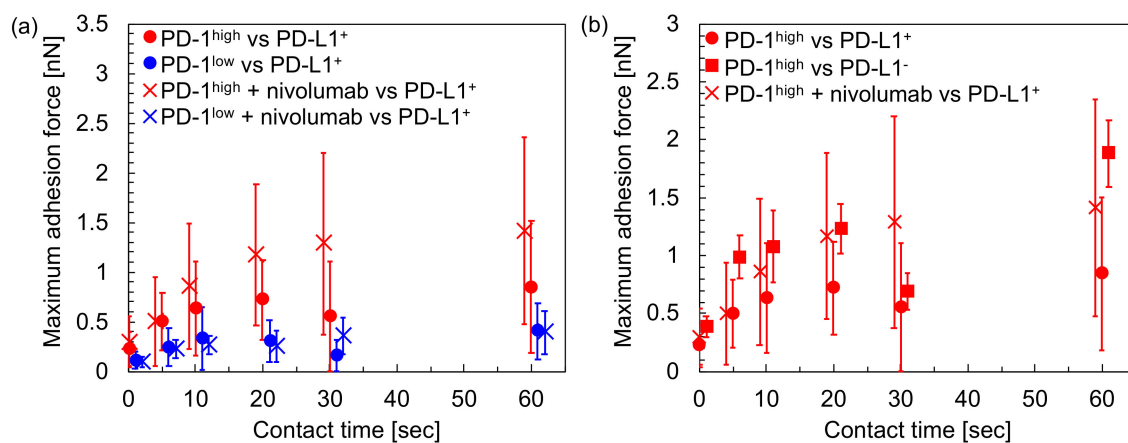 (a)
Maximum adhesion force [nN]
3.5
3
2.5
2
1.5
1
0.5
0
PD-1high vs PD-L1+
PD-1low vs PD-L1+
PD-1high + nivolumab vs PD-L1+
PD-1low + nivolumab vs PD-L1+
0 10 20 30 40 50 60
Contact time [sec]
(b)
Maximum adhesion force [nN]
3
2.5
2
1.5
1
0.5
0
PD-1high vs PD-L1+
PD-1high vs PD-L1-
PD-1high + nivolumab vs PD-L1+
0 10 20 30 40 50 60
Contact time [sec]